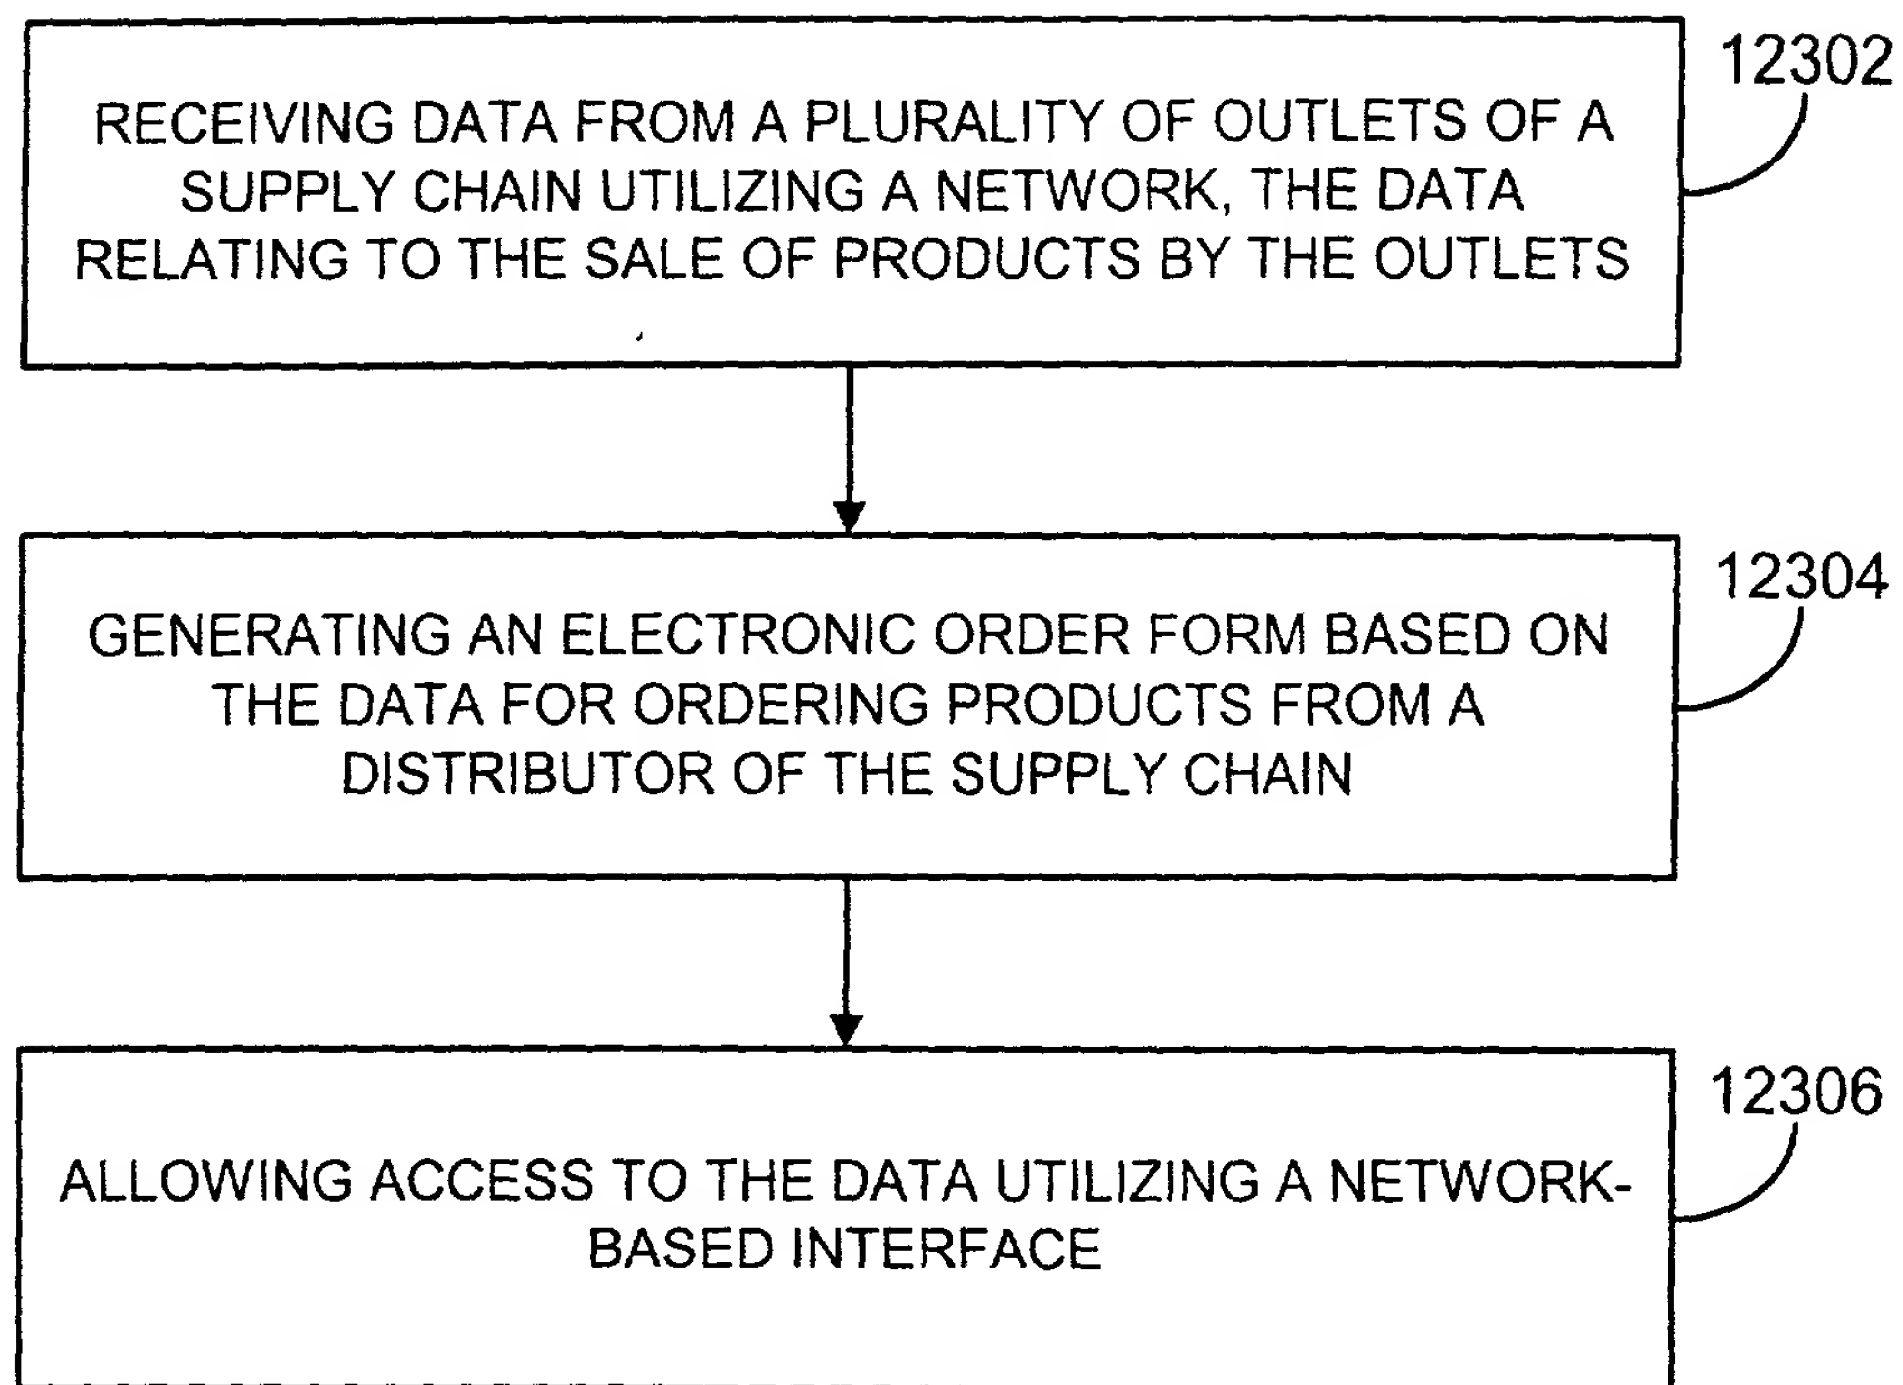 12302
RECEIVING DATA FROM A PLURALITY OF OUTLETS OF A
SUPPLY CHAIN UTILIZING A NETWORK, THE DATA
RELATING TO THE SALE OF PRODUCTS BY THE OUTLETS
12304
GENERATING AN ELECTRONIC ORDER FORM BASED ON
THE DATA FOR ORDERING PRODUCTS FROM A
DISTRIBUTOR OF THE SUPPLY CHAIN
12306
ALLOWING ACCESS TO THE DATA UTILIZING A NETWORK-
BASED INTERFACE